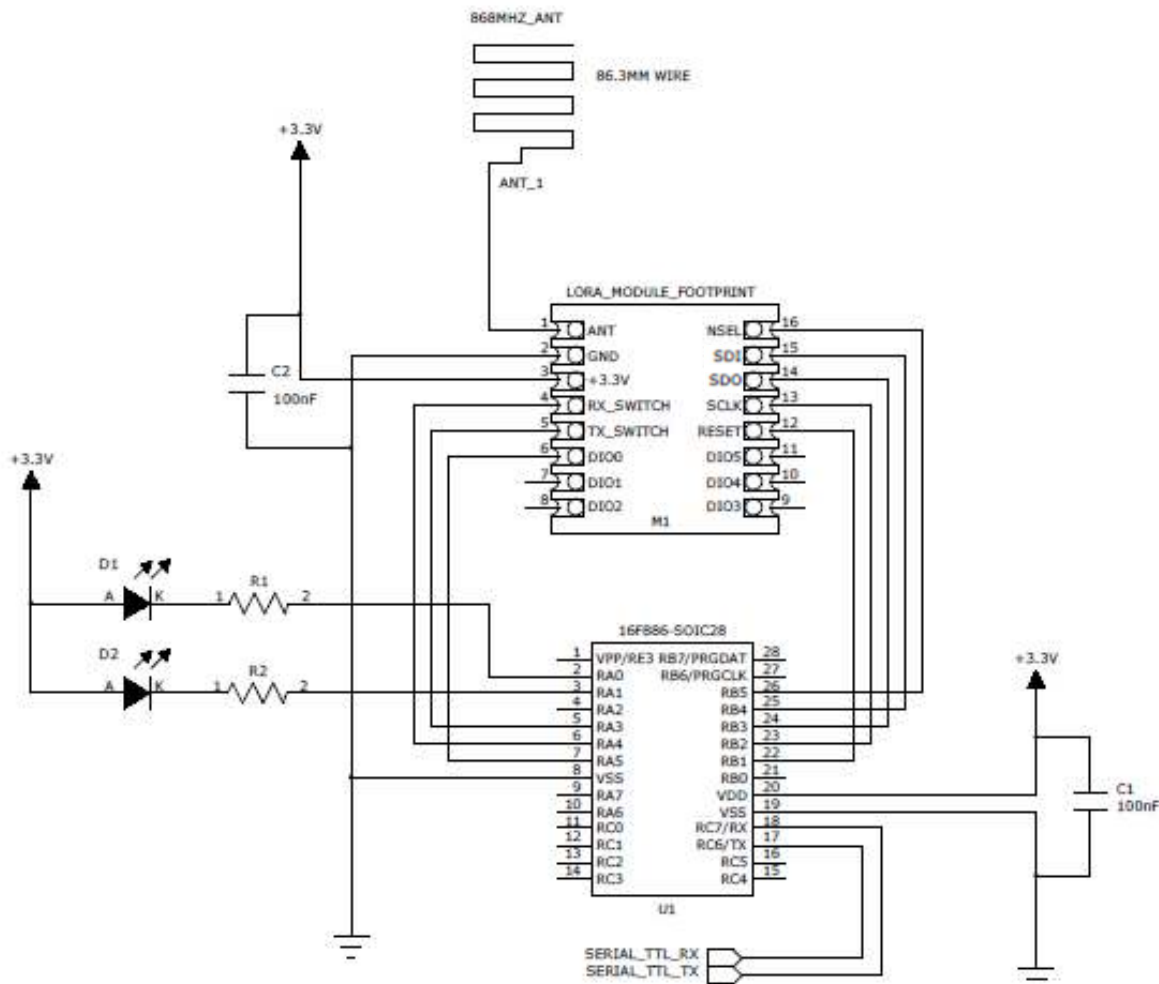 868MHZ_ANT
86.3MM WIRE
+3.3V
ANT_1
LORA_MODULE_FOOTPRINT
1 ANT NSEL 16
2 GND SDI 15
3 +3.3V SDO 14
4 RX_SWITCH SCLK 13
5 TX_SWITCH RESET 12
6 DIO0 DIO5 11
7 DIO1 DIO4 10
8 DIO2 DIO3 9
M1
C2
100nF
+3.3V
D1
A K
R1
1 2
D2
A K
R2
1 2
16F886-SOIC28
1 VPP/RE3 RB7/PRGDAT 28
2 RA0 RB6/PRGCLK 27
3 RA1 RB5 26
4 RA2 RB4 25
5 RA3 RB3 24
6 RA4 RB2 23
7 RA5 RB1 22
8 VSS RB0 21
9 RA7 VDD 20
10 RA6 VSS 19
11 RC0 RC7/RX 18
12 RC1 RC6/TX 17
13 RC2 RC5 16
14 RC3 RC4 15
U1
+3.3V
C1
100nF
SERIAL_TTL_RX
SERIAL_TTL_TX